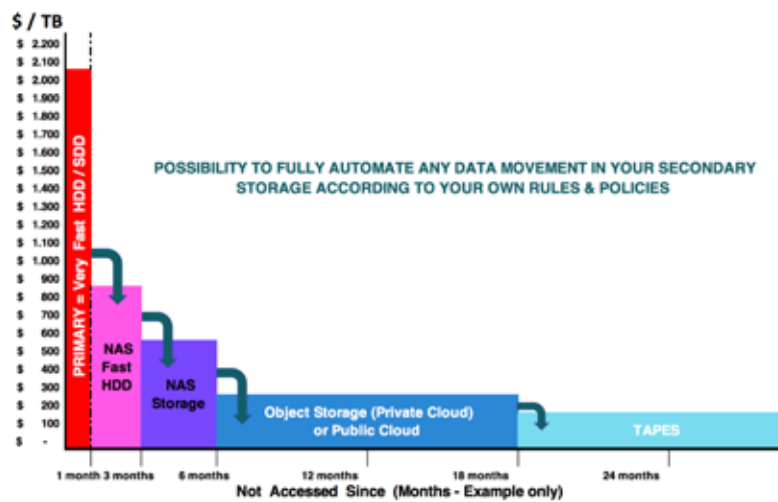 $ / TB
$ 2.200
$ 2.100
$ 2.000
$ 1.900
$ 1.800
$ 1.700
$ 1.600
$ 1.500
$ 1.400
$ 1.300
$ 1.200
$ 1.100
$ 1.000
$ 900
$ 800
$ 700
$ 600
$ 500
$ 400
$ 300
$ 200
$ 100
$ -
PRIMARY = Very Fast HDD / SDD
POSSIBILITY TO FULLY AUTOMATE ANY DATA MOVEMENT IN YOUR SECONDARY
STORAGE ACCORDING TO YOUR OWN RULES & POLICIES
NAS
Fast
HDD
NAS
Storage
Object Storage (Private Cloud)
or Public Cloud
TAPES
1 month 3 months 6 months 12 months 18 months 24 months
Not Accessed Since (Months - Example only)